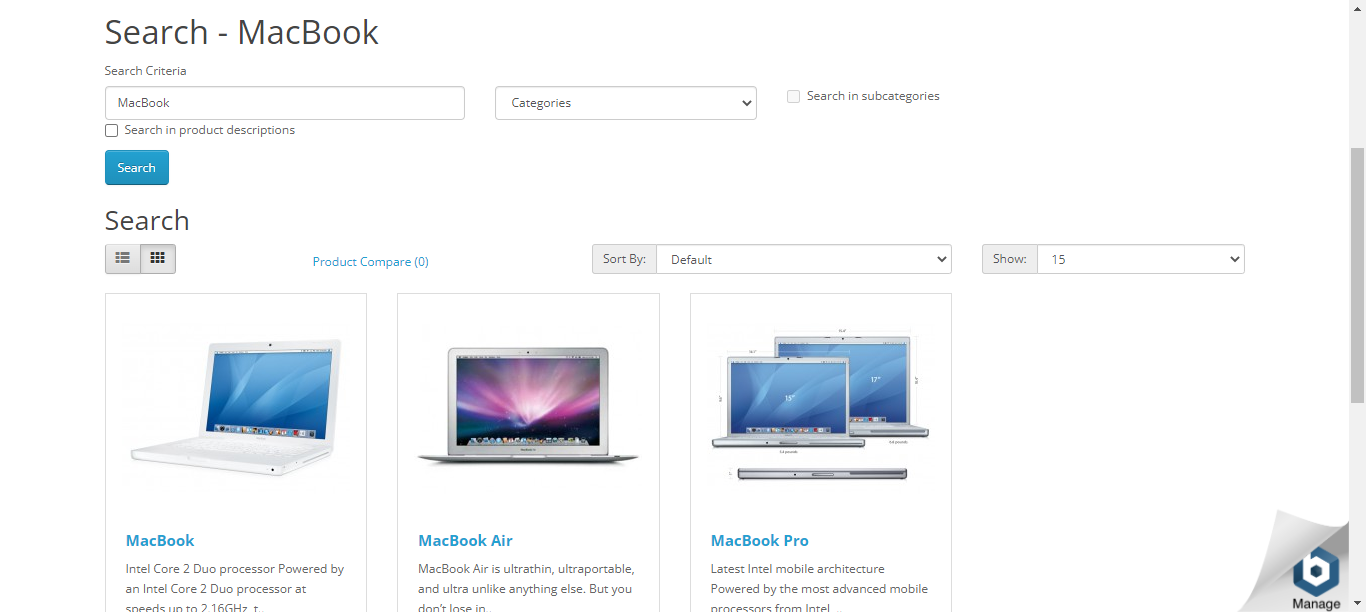 Search - MacBook
Search Criteria
MacBook
Categories
Search in subcategories
Search in product descriptions
Search
Search
Product Compare (0)
Sort By:
Default
Show:
15
15"
17"
MacBook
MacBook Air
MacBook Pro
Intel Core 2 Duo processor Powered by
an Intel Core 2 Duo processor at
speeds up to 2.16GHz, t..
MacBook Air is ultrathin, ultraportable,
and ultra unlike anything else. But you
don’t lose in..
Latest Intel mobile architecture
Powered by the most advanced mobile
processors from Intel, ..
b
Manage